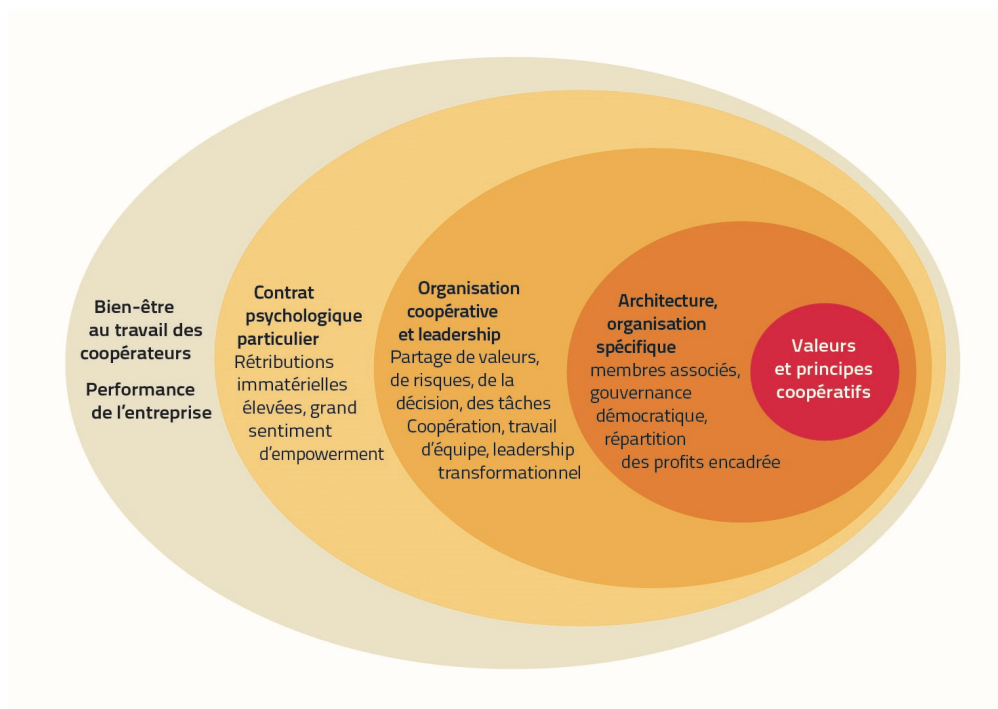 Bien-être
au travail des
coopérateurs
Performance
de l'entreprise
Contrat
psychologique
particulier
Rétributions
immatérielles
élevées, grand
sentiment
d'empowerment
Organisation
coopérative
et leadership
Partage de valeurs,
de risques, de la
décision, des tâches
Coopération, travail
d'équipe, leadership
transformationnel
Architecture,
organisation
spécifique
membres associés,
gouvernance
démocratique,
répartition
des profits encadrée
Valeurs
et principes
coopératifs